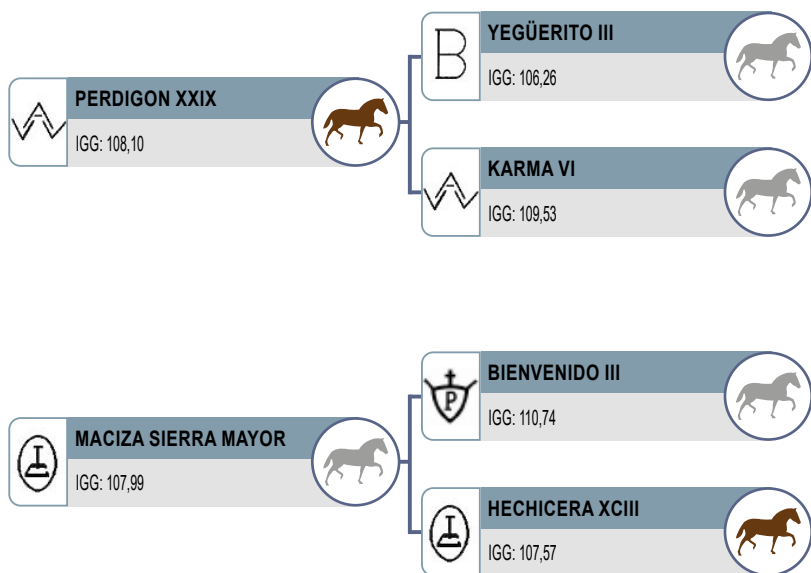 YEGÜERITO III
IGG: 106,26
B
PERDIGON XXIX
IGG: 108,10
KARMA VI
IGG: 109,53
BIENVENIDO III
IGG: 110,74
P
MACIZA SIERRA MAYOR
IGG: 107,99
HECHICERA XCIII
IGG: 107,57